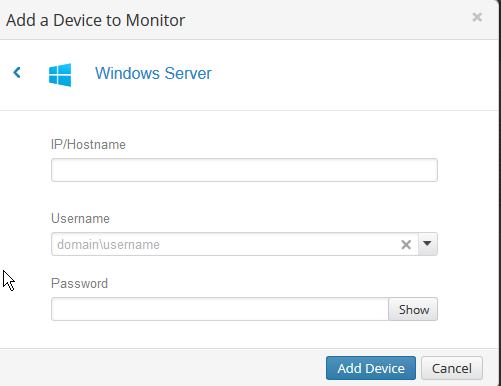 Add a Device to Monitor
Windows Server
IP/Hostname
Username
domain\username
Password
Show
Add Device
Cancel